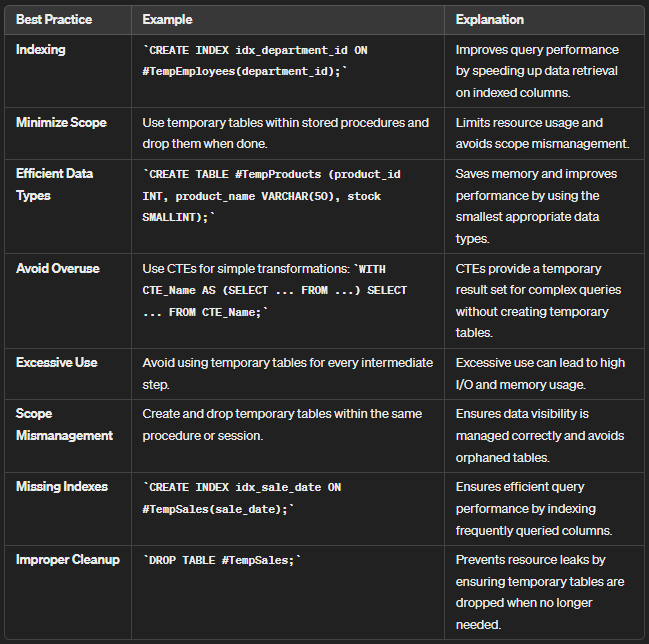 Best Practice Example Explanation
Indexing
`CREATE INDEX idx_department_id ON
#TempEmployees(department_id);`
Improves query performance
by speeding up data retrieval
on indexed columns.
Minimize Scope
Use temporary tables within stored procedures and
drop them when done.
Limits resource usage and
avoids scope mismanagement.
Efficient Data
Types
`CREATE TABLE #TempProducts (product_id
INT, product_name VARCHAR(50), stock
SMALLINT);`
Saves memory and improves
performance by using the
smallest appropriate data
types.
Avoid Overuse
Use CTEs for simple transformations: `WITH
CTE_Name AS (SELECT ... FROM ...) SELECT
... FROM CTE_Name;`
CTEs provide a temporary
result set for complex queries
without creating temporary
tables.
Excessive Use
Avoid using temporary tables for every intermediate
step.
Excessive use can lead to high
I/O and memory usage.
Scope
Mismanagement
Create and drop temporary tables within the same
procedure or session.
Ensures data visibility is
managed correctly and avoids
orphaned tables.
Missing Indexes
`CREATE INDEX idx_sale_date ON
#TempSales(sale_date);`
Ensures efficient query
performance by indexing
frequently queried columns.
Improper Cleanup
`DROP TABLE #TempSales;`
Prevents resource leaks by
ensuring temporary tables are
dropped when no longer
needed.